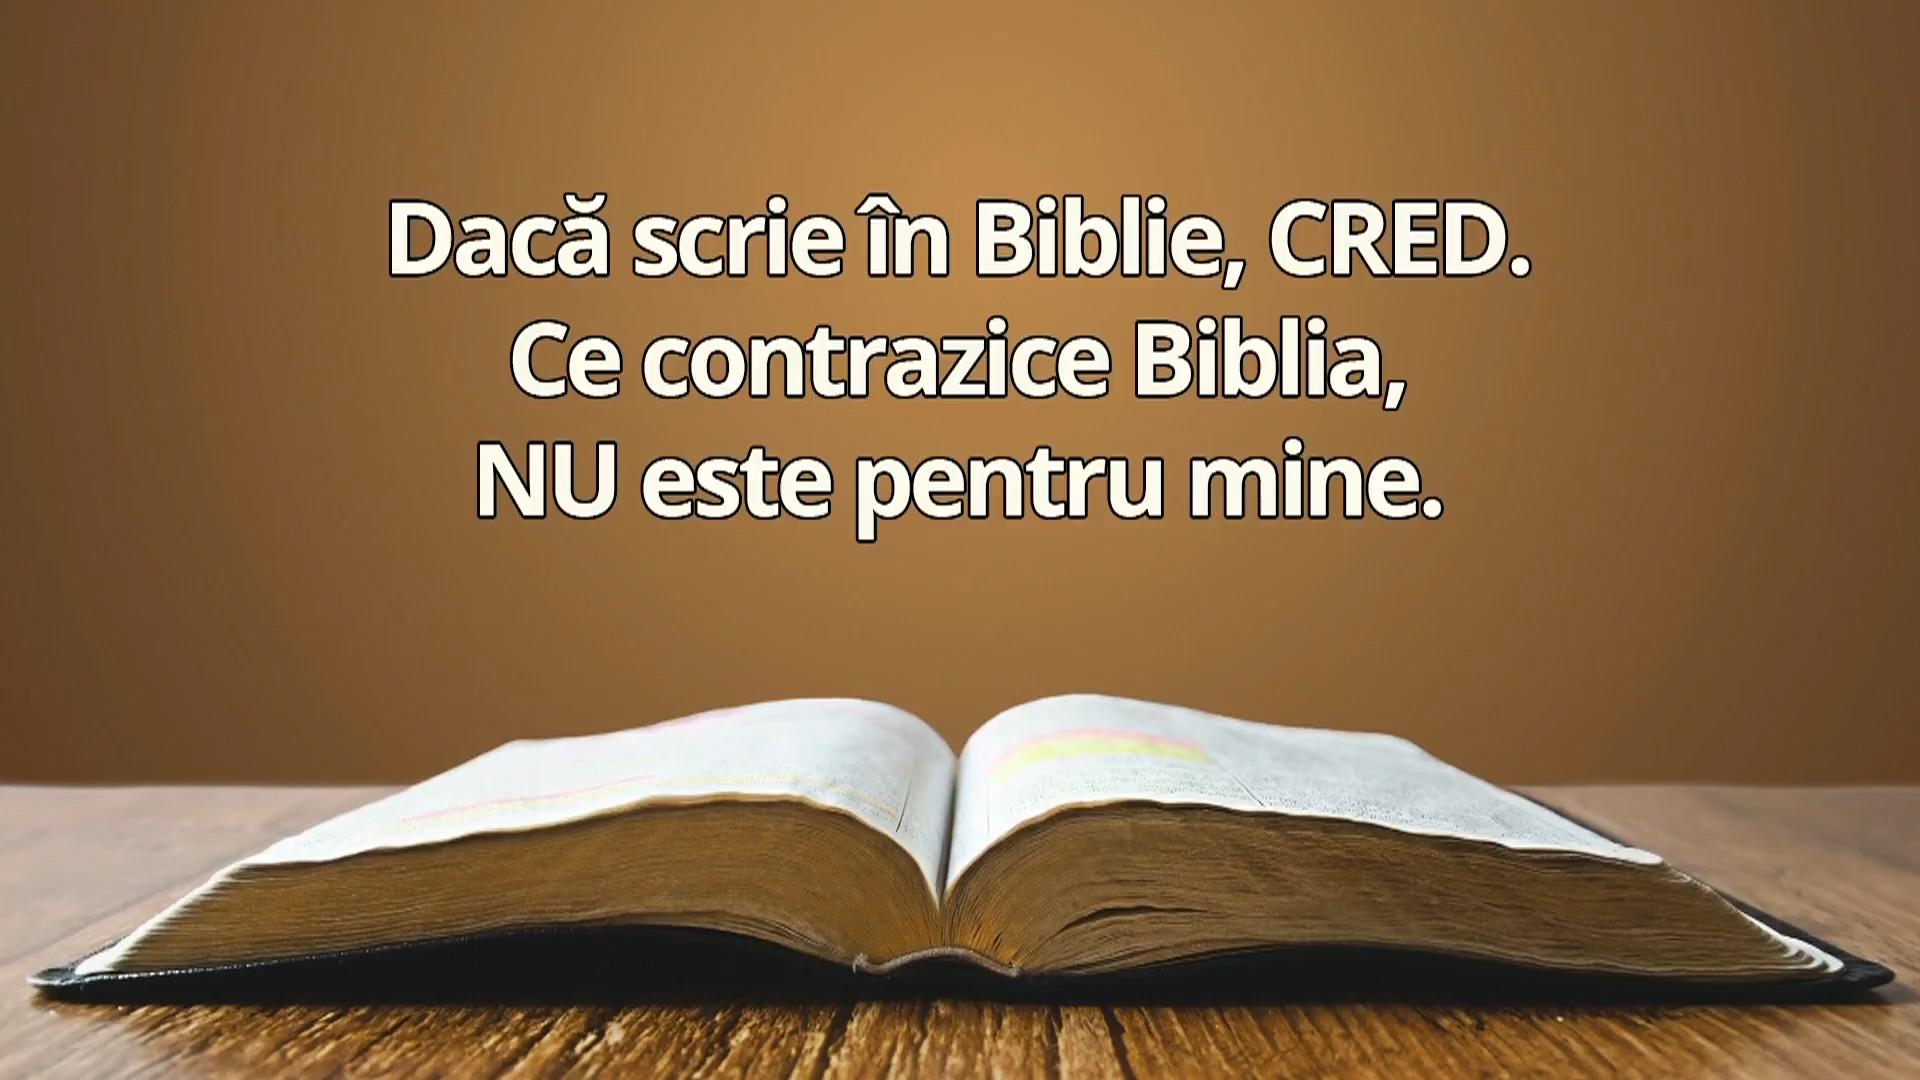 Dacă scrie în Biblie, CRED.
Ce contrazice Biblia,
NU este pentru mine.